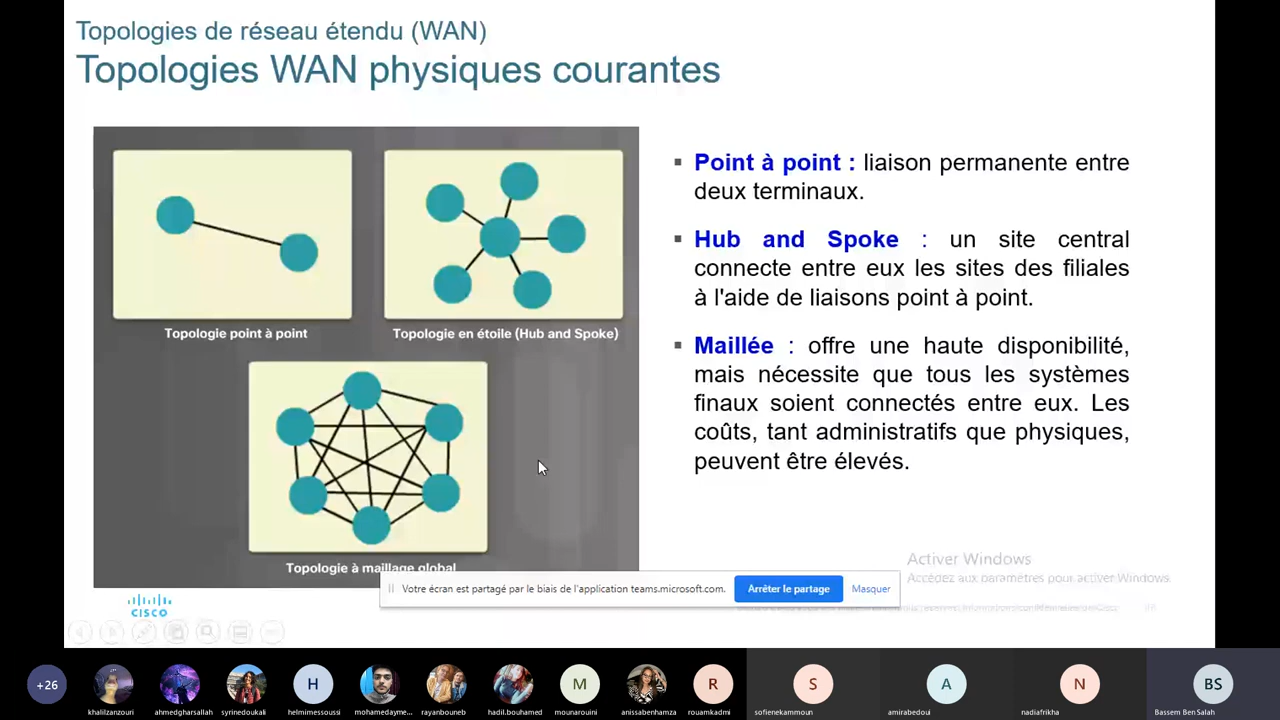 Topologies de réseau étendu (WAN)
Topologies WAN physiques courantes
Topologie point à point
Topologie en étoile (Hub and Spoke)
Topologie à maillage global
▪ Point à point : liaison permanente entre
deux terminaux.
▪ Hub and Spoke : un site central
connecte entre eux les sites des filiales
à l'aide de liaisons point à point.
▪ Maillée : offre une haute disponibilité,
mais nécessite que tous les systèmes
finaux soient connectés entre eux. Les
coûts, tant administratifs que physiques,
peuvent être élevés.
Activer Windows
Accédez aux paramètres pour activer Windows.
Votre écran est partagé par le biais de l'application teams.microsoft.com.
Arrêter le partage
Masquer
CISCO
+26
khalilzanzouri
ahmedgharsallah
syrinedoukali
H
helmimessoussi
mohamedayme...
rayanbouneb
hadil.bouhamed
M
mounarouini
anissabenhamza
R
rouamkadmi
S
sofienekammoun
A
amirabedoui
N
nadiafrikha
BS
Bassem Ben Salah